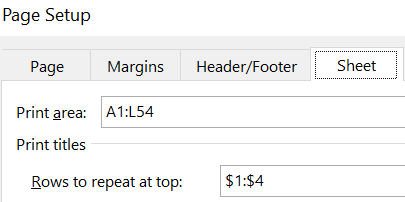 Page Setup
Page Margins Header/Footer Sheet
Print area: A1:L54
Print titles
Rows to repeat at top: $1:$4